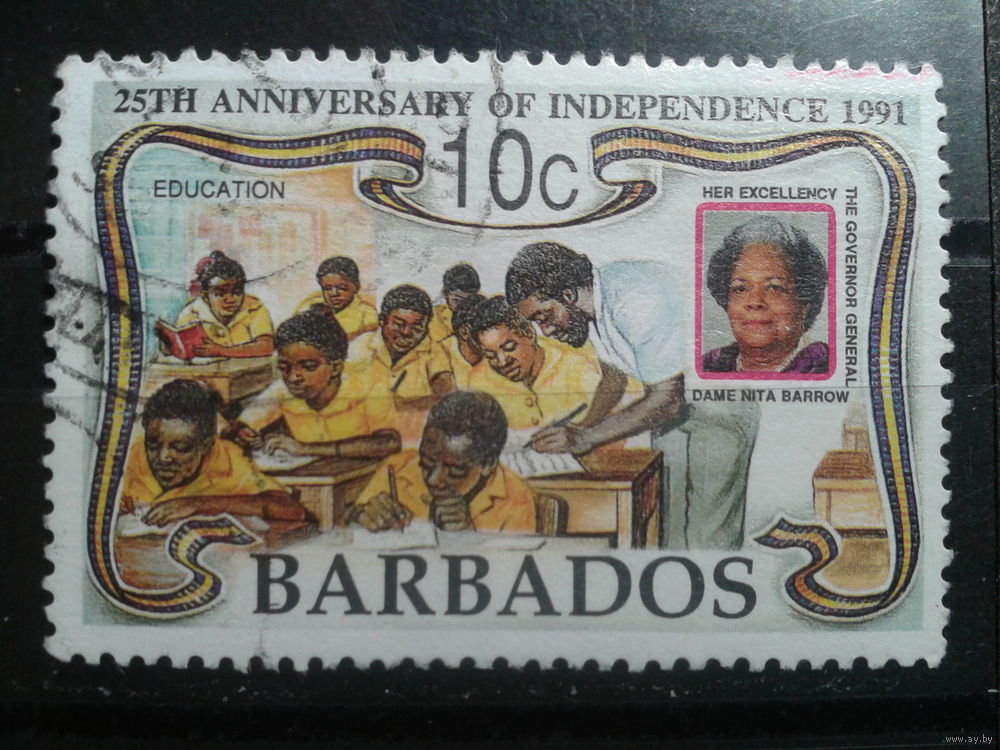 25TH ANNIVERSARY OF INDEPENDENCE 1991
10c
EDUCATION
HER EXCELLENCY
THE GOVERNOR GENERAL
DAME NITA BARROW
BARBADOS
www.ay.by